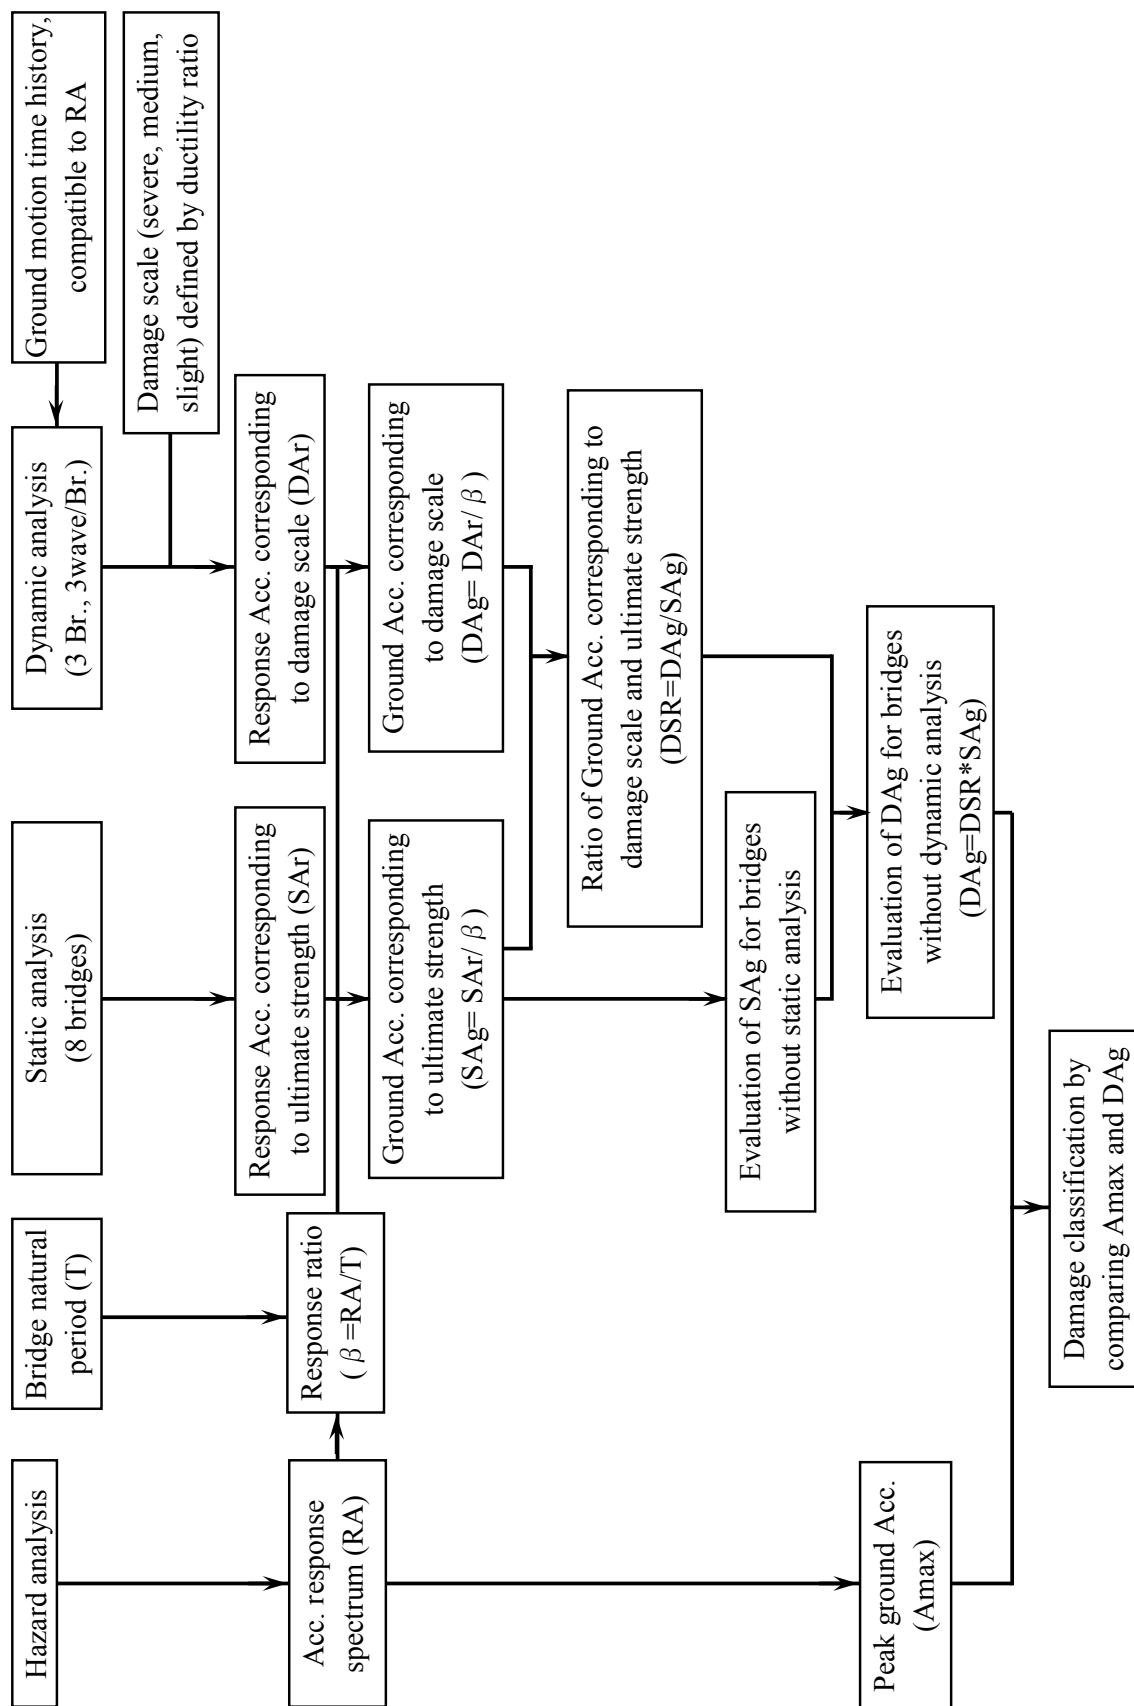 Hazard analysis
Bridge natural
period (T)
Static analysis
(8 bridges)
Dynamic analysis
(3 Br., 3wave/Br.)
Ground motion time history,
compatible to RA
Damage scale (severe, medium,
slight) defined by ductility ratio
Acc. response
spectrum (RA)
Response ratio
( β =RA/T)
Response Acc. corresponding
to ultimate strength (SAr)
Response Acc. corresponding
to damage scale (DAr)
Ground Acc. corresponding
to ultimate strength
(SAg= SAr/ β )
Ground Acc. corresponding
to damage scale
(DAg= DAr/ β )
Ratio of Ground Acc. corresponding to
damage scale and ultimate strength
(DSR=DAg/SAg)
Evaluation of SAg for bridges
without static analysis
Peak ground Acc.
(Amax)
Evaluation of DAg for bridges
without dynamic analysis
(DAg=DSR*SAg)
Damage classification by
comparing Amax and DAg